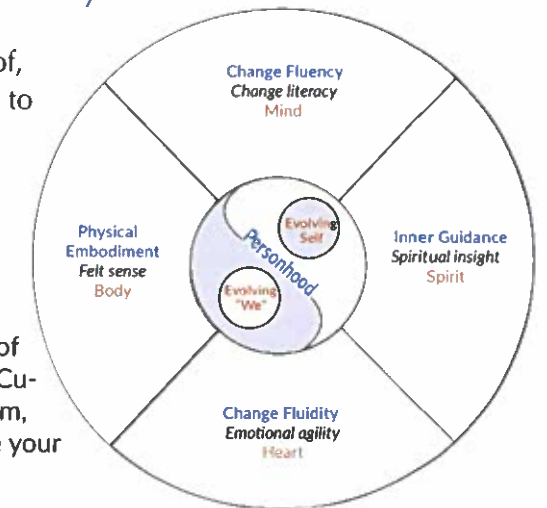 of,
to
of
Cu-
m,
your
Change Fluency
Change literacy
Mind
Physical
Embodiment
Felt sense
Body
Evolving
Self
Personhood
Evolving
"We"
Inner Guidance
Spiritual insight
Spirit
Change Fluidity
Emotional agility
Heart